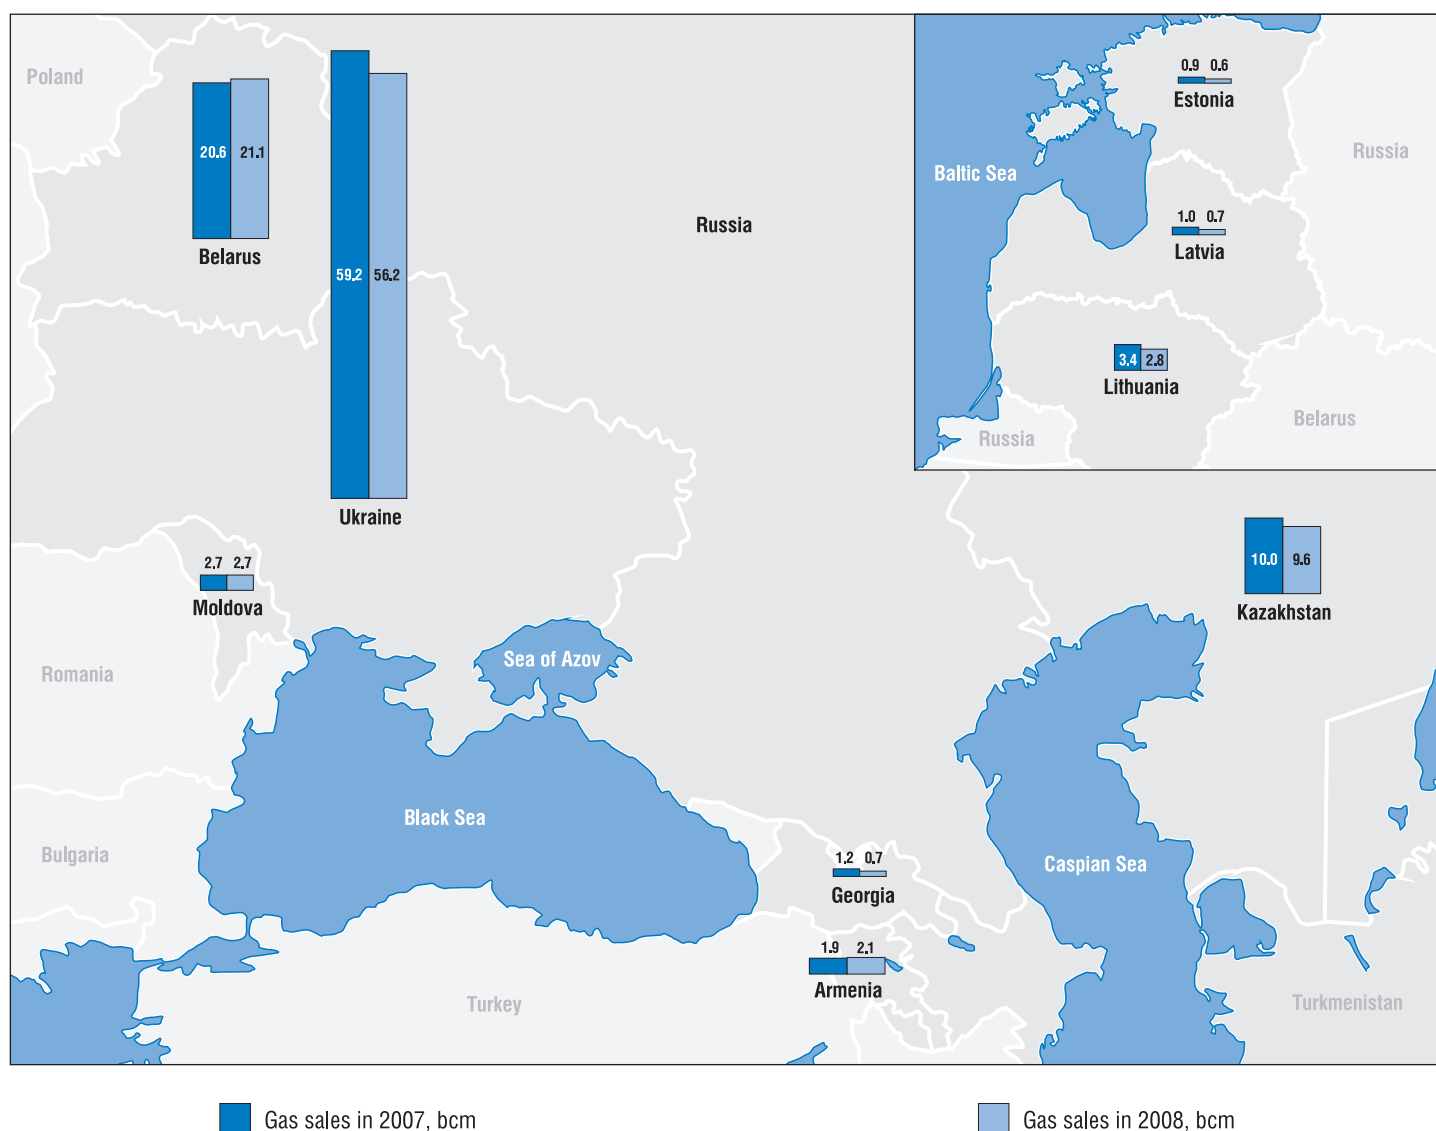 Poland
20.6 21.1
Belarus
59.2 56.2
Ukraine
Russia
0.9 0.6
Estonia
Russia
Baltic Sea
1.0 0.7
Latvia
3.4 2.8
Lithuania
Belarus
Russia
10.0 9.6
Kazakhstan
2.7 2.7
Moldova
Romania
Sea of Azov
Black Sea
Bulgaria
1.2 0.7
Georgia
Caspian Sea
1.9 2.1
Armenia
Turkey
Turkmenistan
Gas sales in 2007, bcm
Gas sales in 2008, bcm